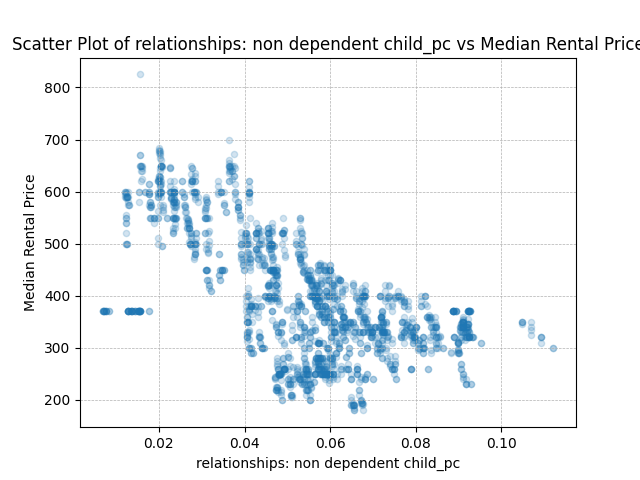 Scatter Plot of relationships: non dependent child_pc vs Median Rental Price
800
700
600
500
400
300
200
Median Rental Price
0.02 0.04 0.06 0.08 0.10
relationships: non dependent child_pc